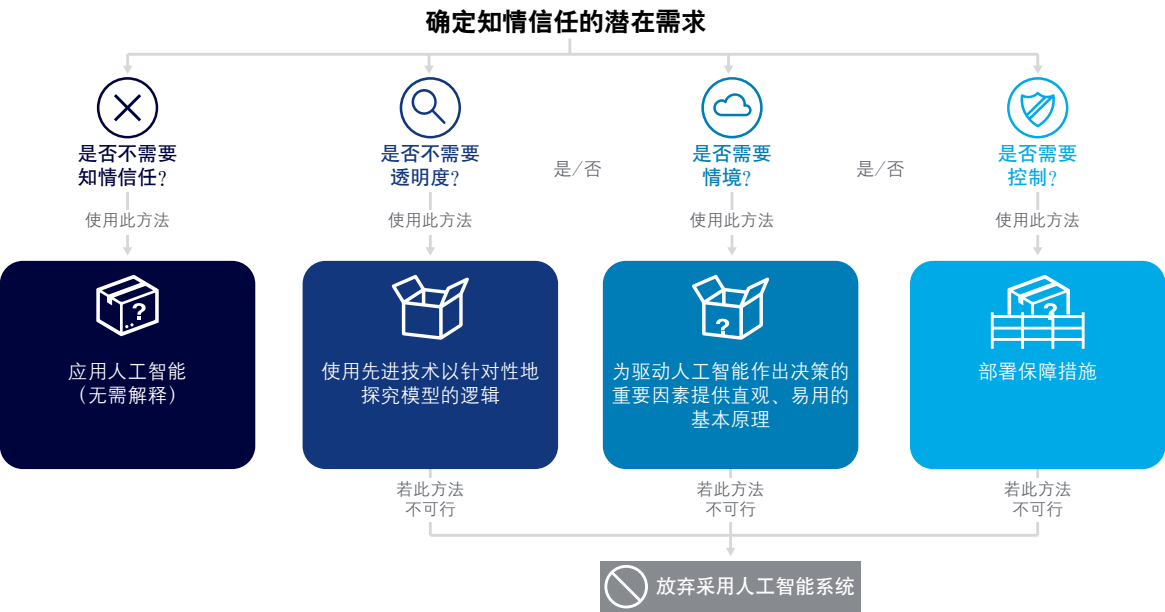 确定知情信任的潜在需求
是否不需要
知情信任？
是否不需要
透明度？
是/否
是否需要
情境？
是/否
是否需要
控制？
使用此方法
使用此方法
使用此方法
使用此方法
?
?
?
应用人工智能
（无需解释）
使用先进技术以针对性地
探究模型的逻辑
为驱动人工智能作出决策的
重要因素提供直观、易用的
基本原理
部署保障措施
若此方法
不可行
若此方法
不可行
若此方法
不可行
放弃采用人工智能系统